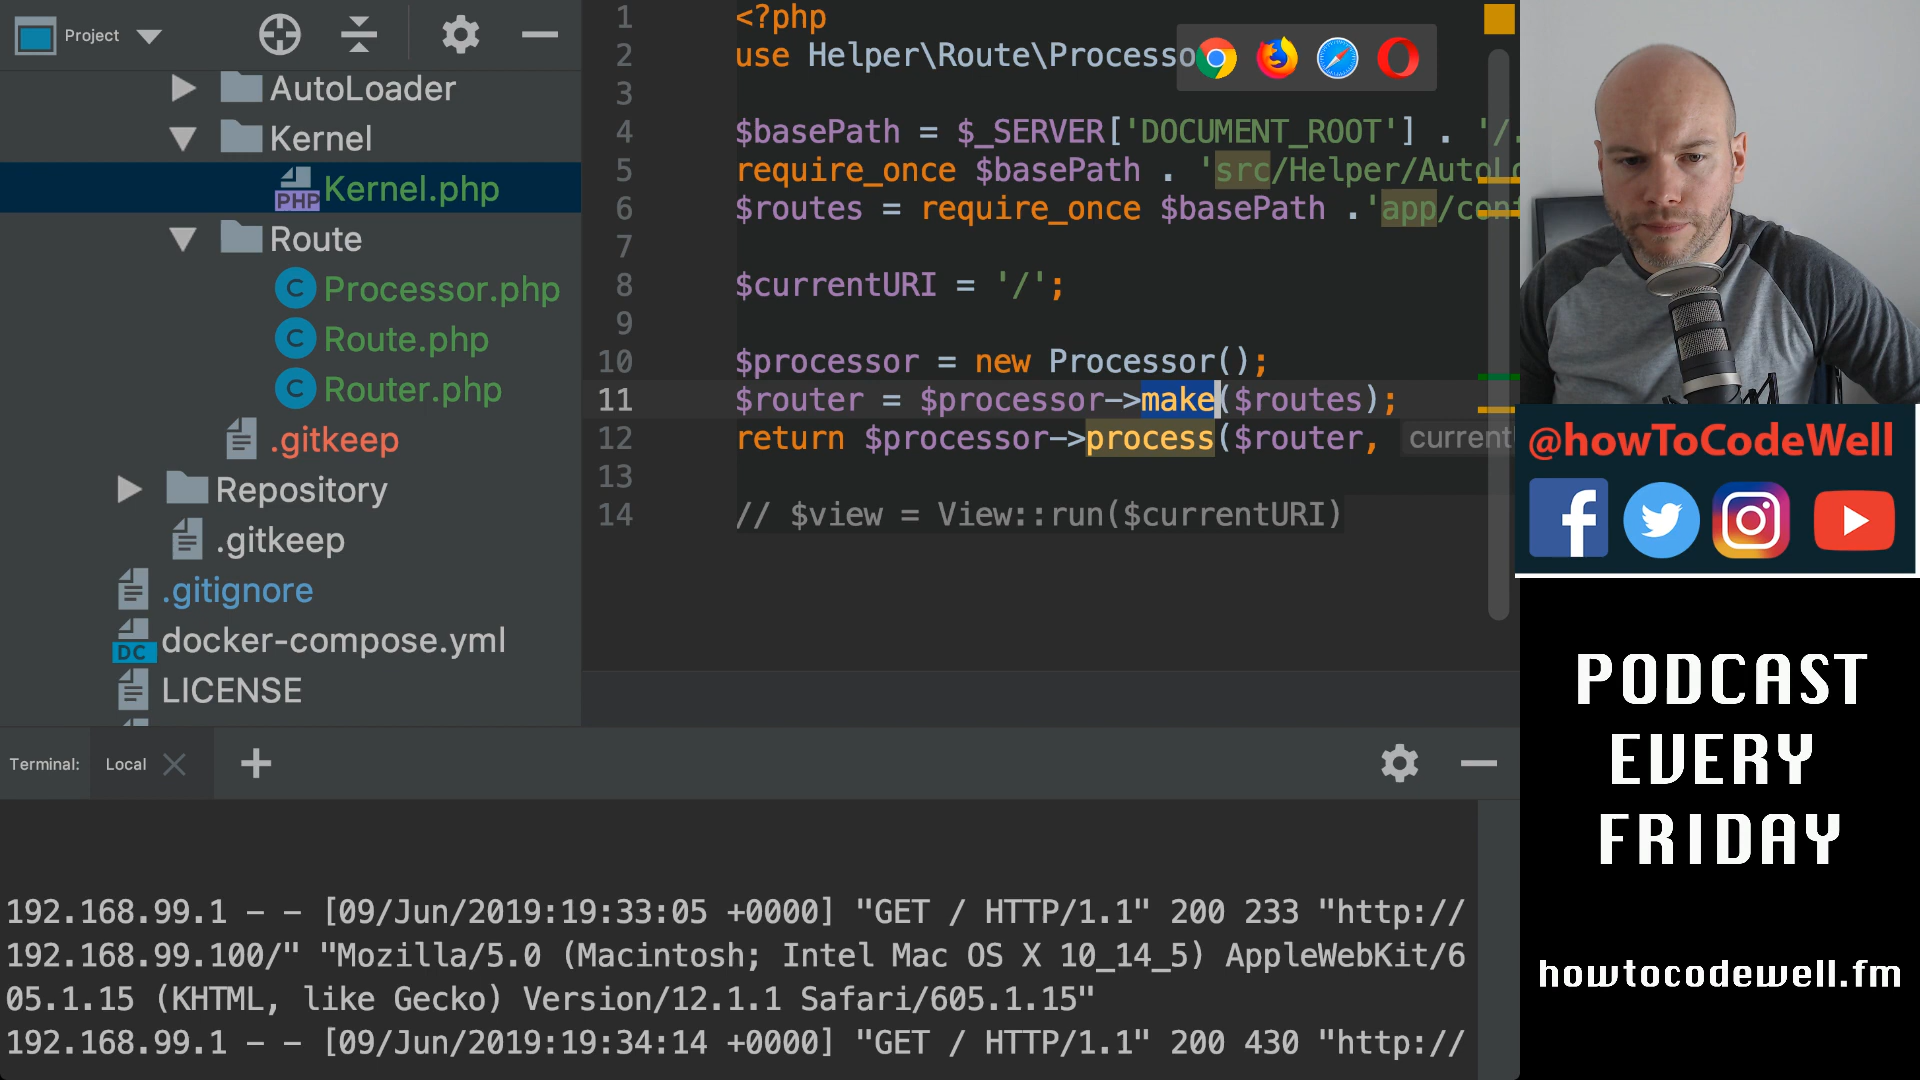 Project
AutoLoader
Kernel
PHP Kernel.php
Route
C Processor.php
C Route.php
C Router.php
.gitkeep
Repository
.gitkeep
.gitignore
DC docker-compose.yml
LICENSE
1 <?php
2 use Helper\Route\Processo
3
4 $basePath = $_SERVER['DOCUMENT_ROOT'] . '/.
5 require_once $basePath . 'src/Helper/AutoLo
6 $routes = require_once $basePath .'app/conf
7
8 $currentURI = '/';
9
10 $processor = new Processor();
11 $router = $processor->make($routes);
12 return $processor->process($router, current
13
14 // $view = View::run($currentURI)
Terminal: Local
192.168.99.1 - - [09/Jun/2019:19:33:05 +0000] "GET / HTTP/1.1" 200 233 "http://
192.168.99.100/" "Mozilla/5.0 (Macintosh; Intel Mac OS X 10_14_5) AppleWebKit/6
05.1.15 (KHTML, like Gecko) Version/12.1.1 Safari/605.1.15"
192.168.99.1 - - [09/Jun/2019:19:34:14 +0000] "GET / HTTP/1.1" 200 430 "http://
@howToCodeWell
PODCAST
EVERY
FRIDAY
howtocodewell.fm